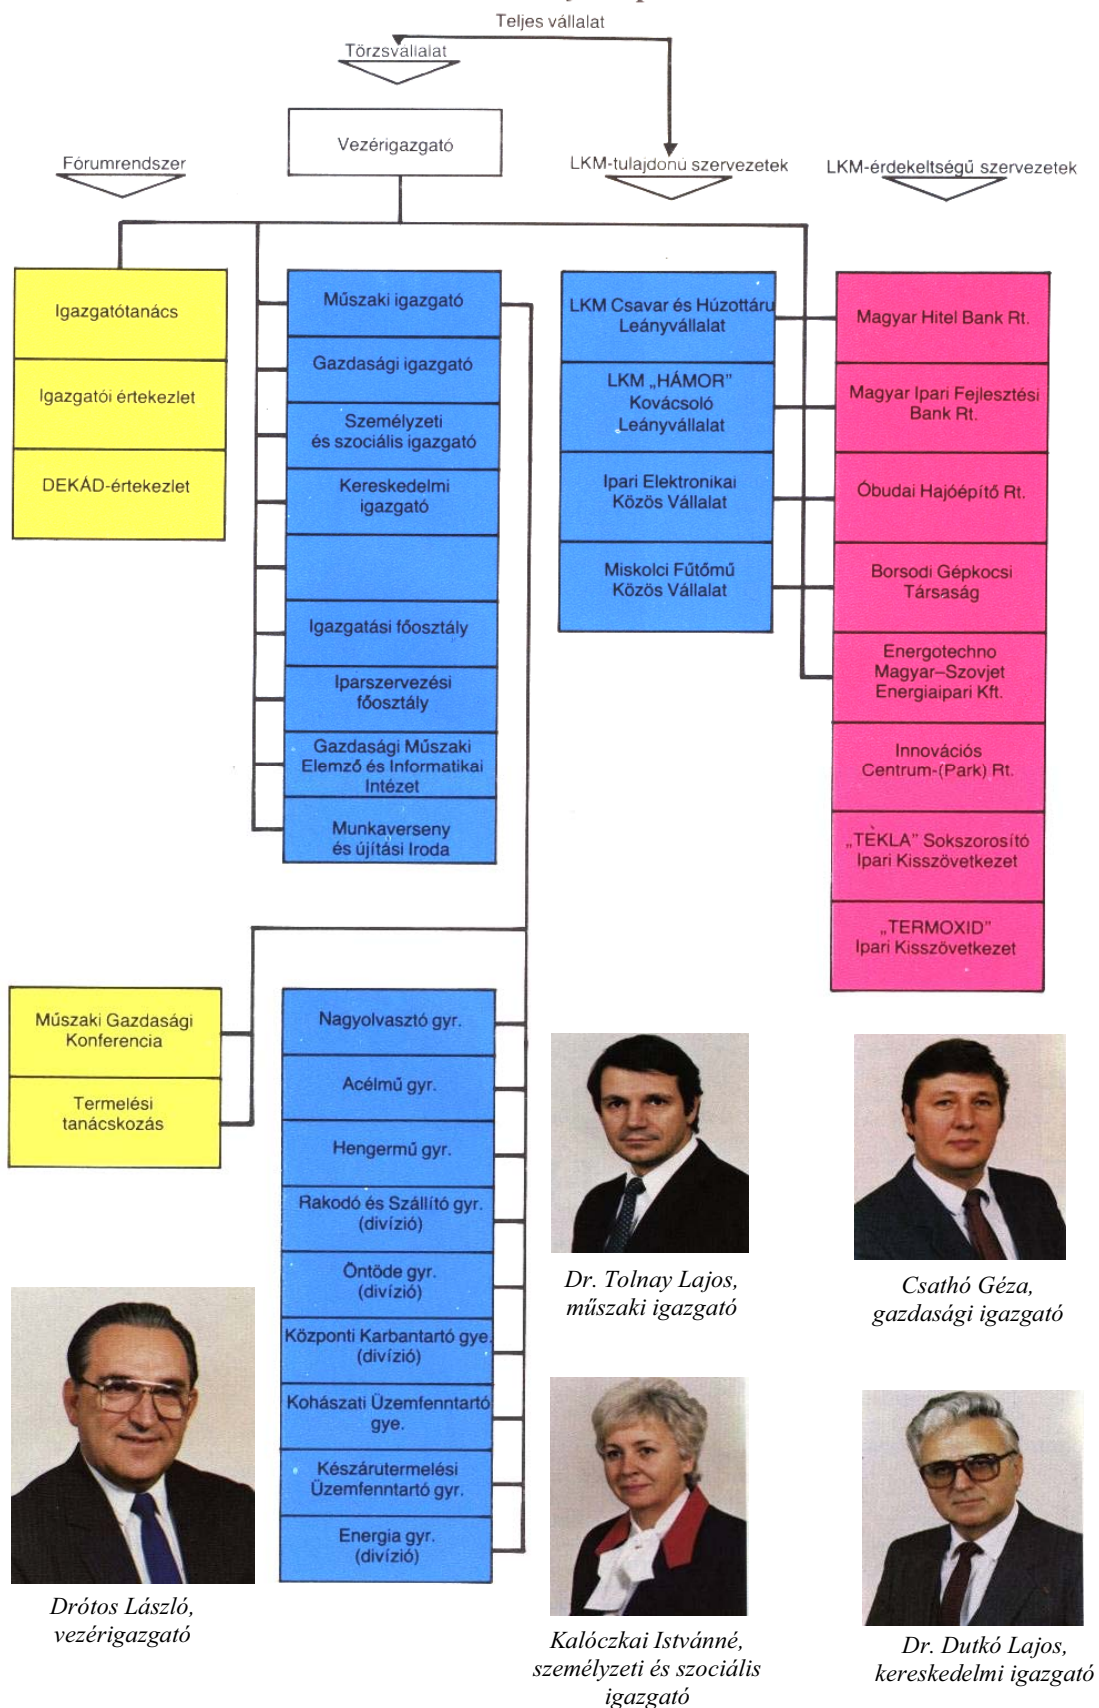 Teljes vállalat
Törzsvállalat
Vezérigazgató
Fórumrendszer
LKM-tulajdonú szervezetek
LKM-érdekeltségű szervezetek
Igazgatótanács
Igazgatói értekezlet
DEKÁD-értekezlet
Műszaki igazgató
Gazdasági igazgató
Személyzeti
és szociális igazgató
Kereskedelmi
igazgató
Igazgatási főosztály
Iparszervezési
főosztály
Gazdasági Műszaki
Elemző és Informatikai
Intézet
Munkaverseny
és újítási Iroda
LKM Csavar és Húzottáru
Leányvállalat
LKM „HÁMOR”
Kovácsoló
Leányvállalat
Ipari Elektronikai
Közös Vállalat
Miskolci Fűtőmű
Közös Vállalat
Magyar Hitel Bank Rt.
Magyar Ipari Fejlesztési
Bank Rt.
Óbudai Hajóépítő Rt.
Borsodi Gépkocsi
Társaság
Energotechno
Magyar–Szovjet
Energiaipari Kft.
Innovációs
Centrum-(Park) Rt.
„TÈKLA” Sokszorosító
Ipari Kisszövetkezet
„TERMOXID”
Ipari Kisszövetkezet
Műszaki Gazdasági
Konferencia
Termelési
tanácskozás
Nagyolvasztó gyr.
Acélmű gyr.
Hengermű gyr.
Rakodó és Szállító gyr.
(divízió)
Öntöde gyr.
(divízió)
Központi Karbantartó gye.
(divízió)
Kohászati Üzemfenntartó
gye.
Készárutermelési
Üzemfenntartó gyr.
Energia gyr.
(divízió)
Dr. Tolnay Lajos,
műszaki igazgató
Csathó Géza,
gazdasági igazgató
Drótos László,
vezérigazgató
Kalóczkai Istvánné,
személyzeti és szociális
igazgató
Dr. Dutkó Lajos,
kereskedelmi igazgató